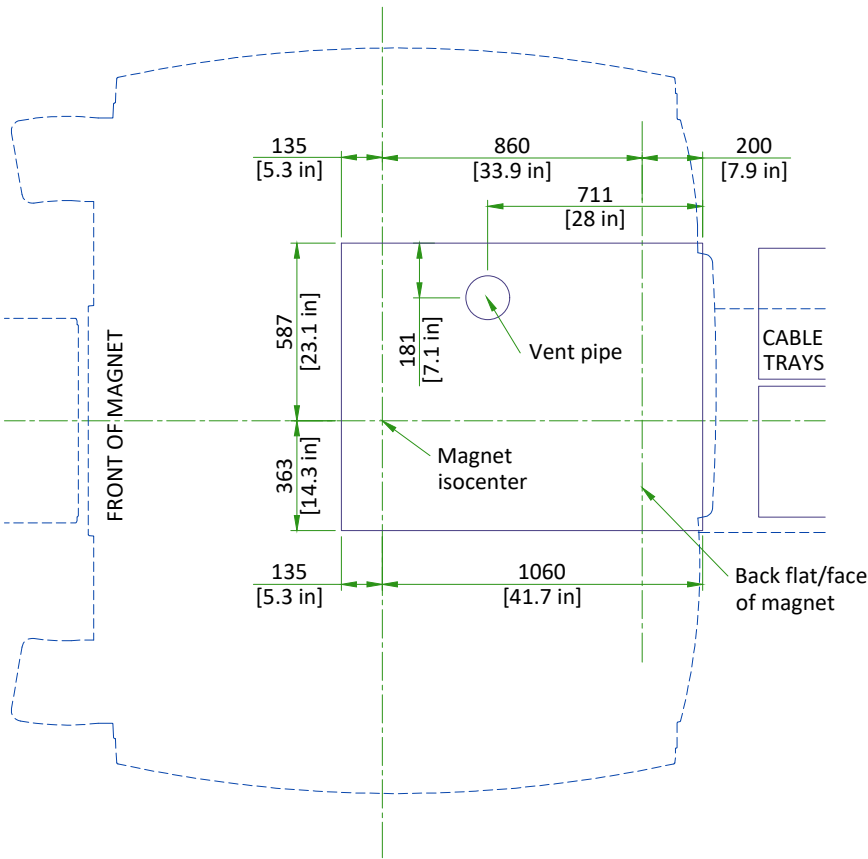 135
[5.3 in]
860
[33.9 in]
200
[7.9 in]
711
[28 in]
587
[23.1 in]
181
[7.1 in]
Vent pipe
CABLE
TRAYS
FRONT OF MAGNET
363
[14.3 in]
Magnet
isocenter
135
[5.3 in]
1060
[41.7 in]
Back flat/face
of magnet